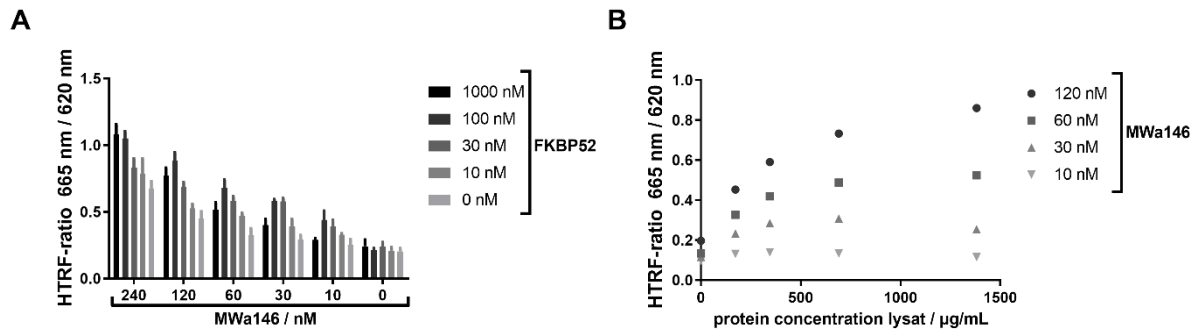 A
HTRF-ratio 665 nm / 620 nm
1.5
1.0
0.5
0.0
240 120 60 30 10 0
MWa146 / nM
1000 nM
100 nM
30 nM
10 nM
0 nM
FKBP52
B
HTRF-ratio 665 nm / 620 nm
1.0
0.8
0.6
0.4
0.2
0.0
0 500 1000 1500
protein concentration lysat / µg/mL
120 nM
60 nM
30 nM
10 nM
MWa146